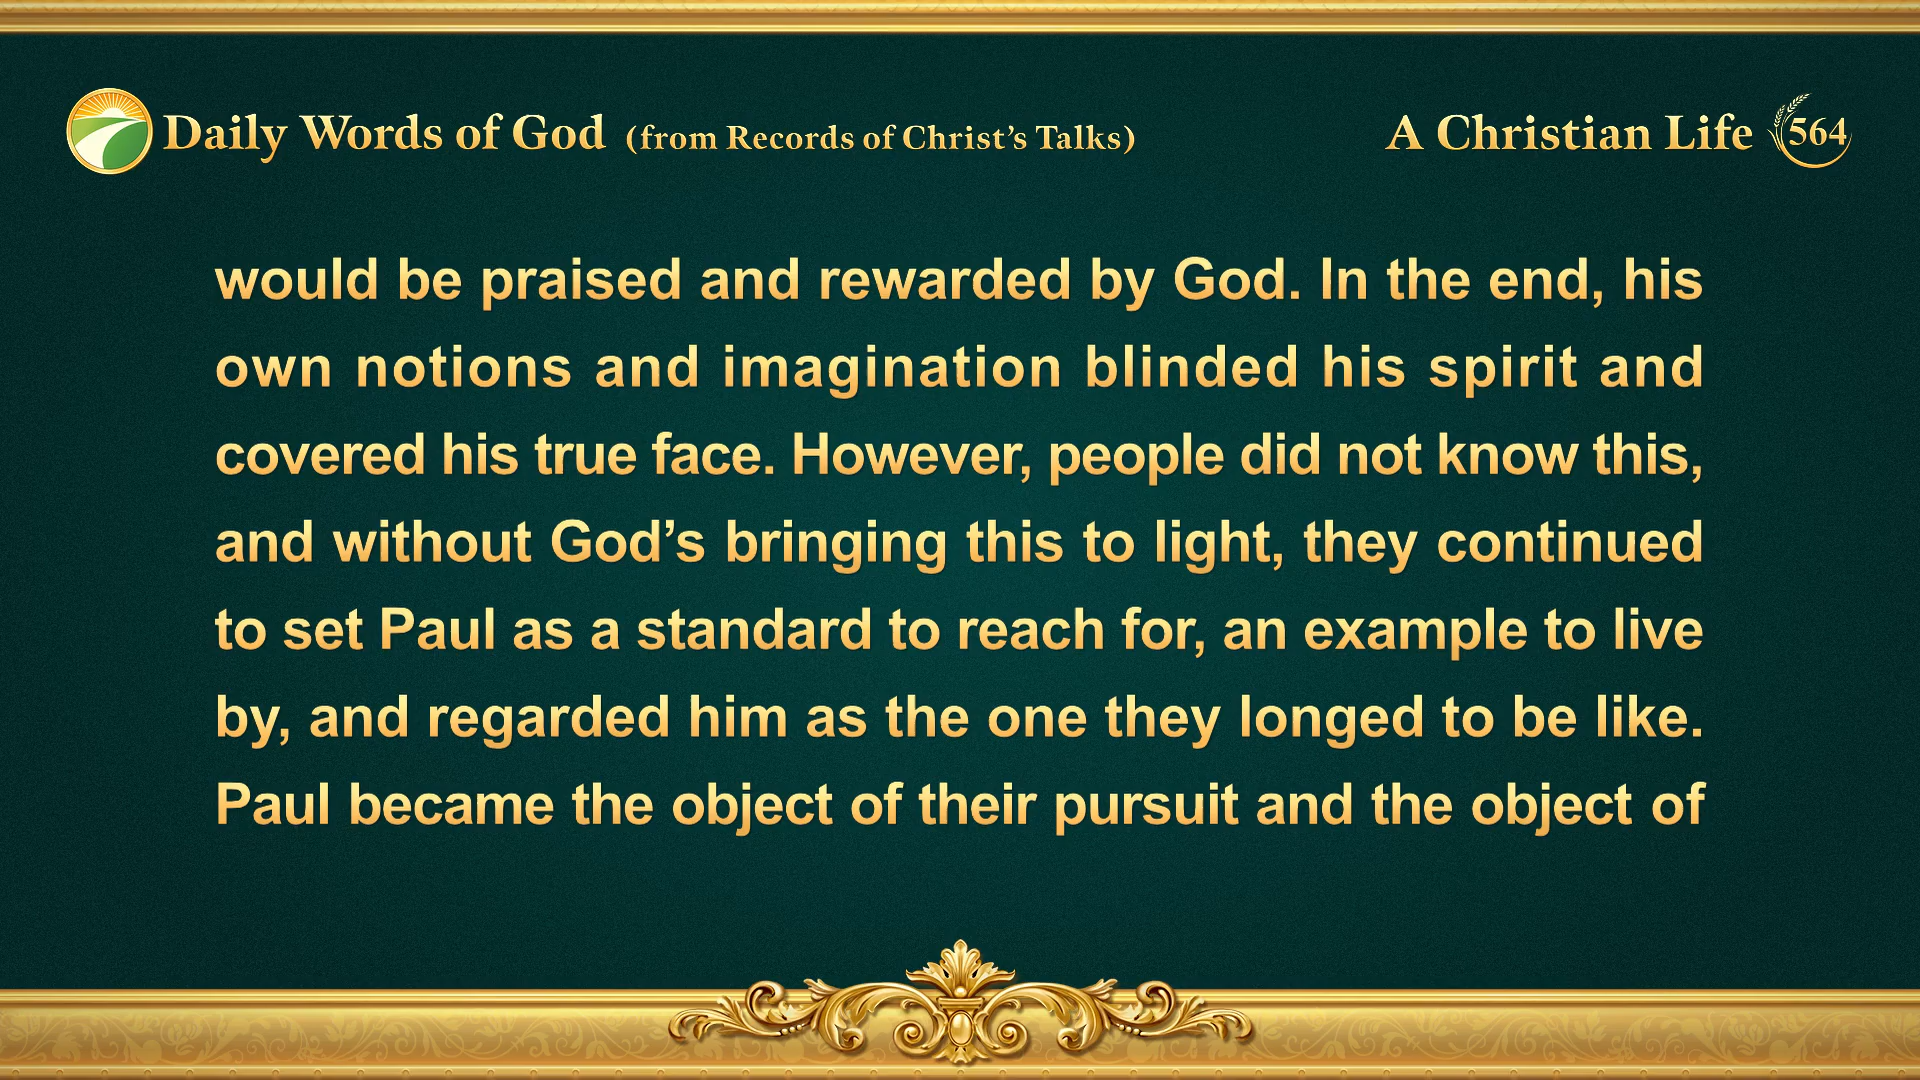 Daily Words of God (from Records of Christ’s Talks)
A Christian Life 564
would be praised and rewarded by God. In the end, his
own notions and imagination blinded his spirit and
covered his true face. However, people did not know this,
and without God’s bringing this to light, they continued
to set Paul as a standard to reach for, an example to live
by, and regarded him as the one they longed to be like.
Paul became the object of their pursuit and the object of